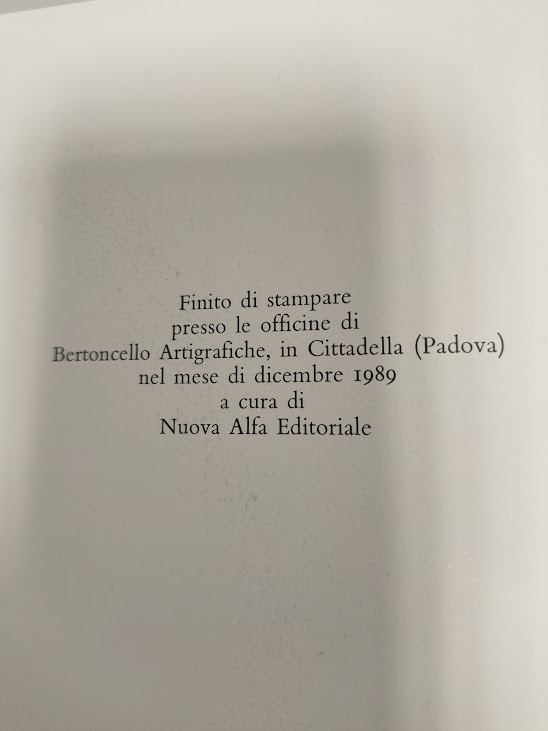 Finito di stampare
presso le officine di
Bertoncello Artigrafiche, in Cittadella (Padova)
nel mese di dicembre 1989
a cura di
Nuova Alfa Editoriale